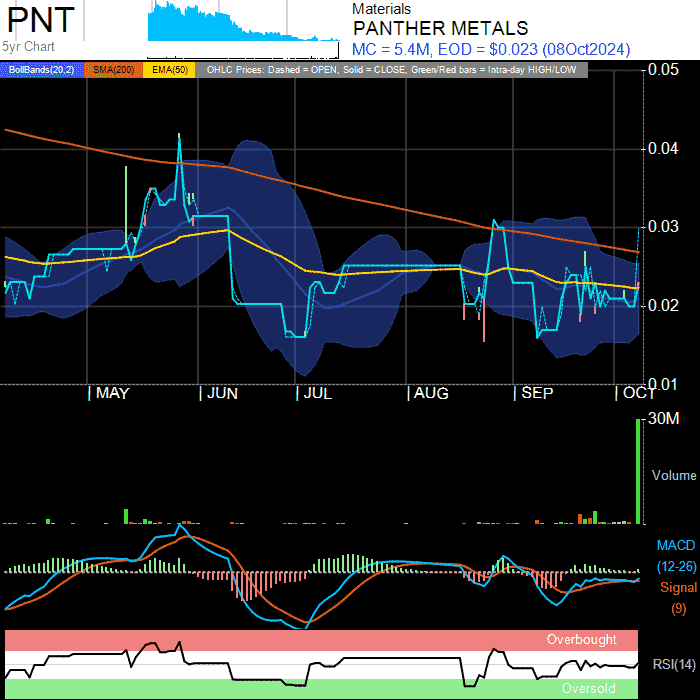 PNT
5yr Chart
Materials
PANTHER METALS
MC = 5.4M, EOD = $0.023 (08Oct2024)
BollBands(20,2) SMA(200) EMA(50) OHLC Prices: Dashed = OPEN, Solid = CLOSE, Green/Red bars = Intra-day HIGH/LOW
0.05
0.04
0.03
0.02
0.01
MAY JUN JUL AUG SEP OCT
30M
Volume
MACD
(12-26)
Signal
(9)
Overbought
RSI(14)
Oversold